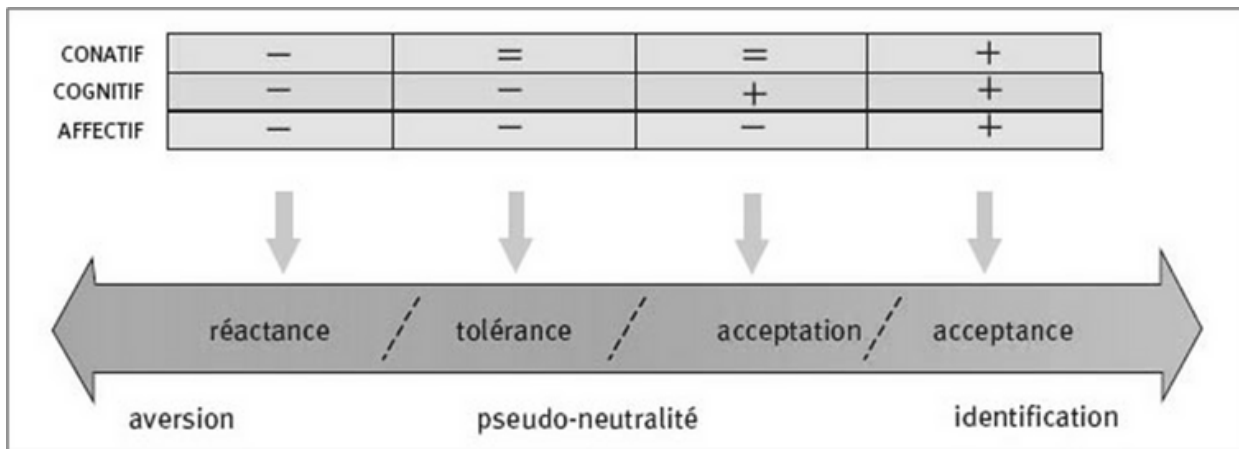 CONATIF − = = +
COGNITIF − − + +
AFFECTIF − − − +
réactance tolérance acceptation acceptance
aversion pseudo-neutralité identification